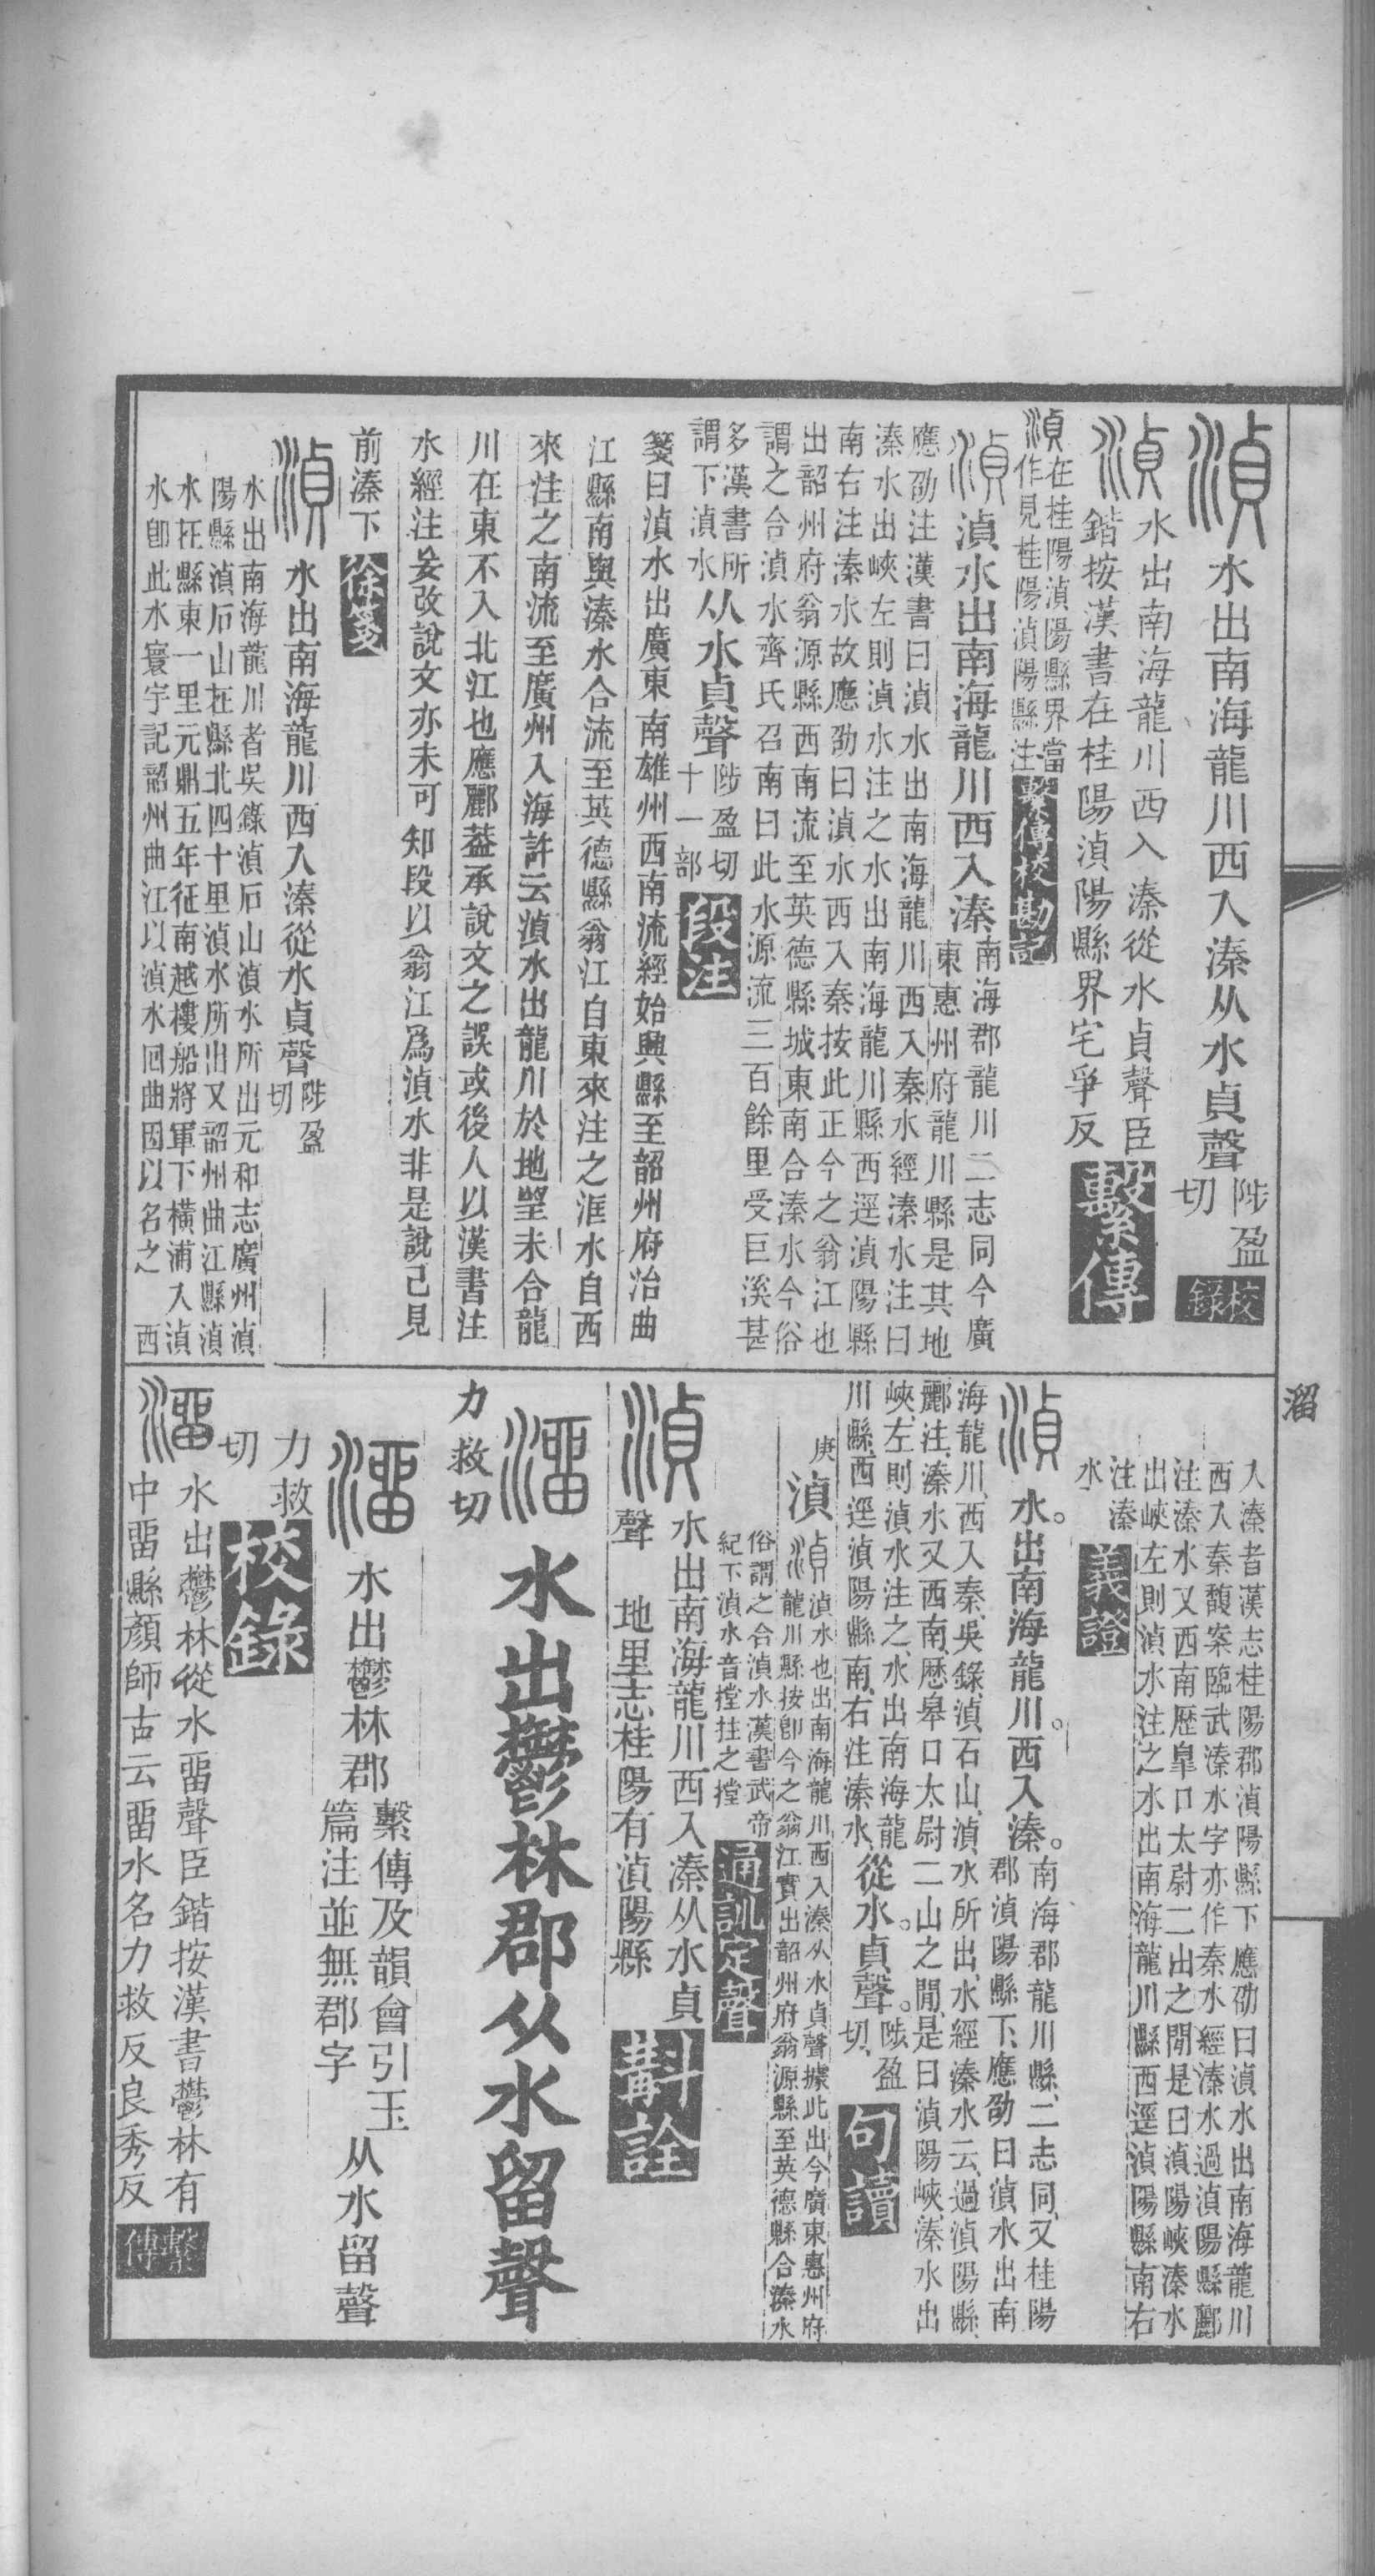 湞水出南海龍川西入溱从水貞聲陟盈切校錄
湞水出南海龍川西入溱從水貞聲臣
鍇按漢書在桂陽湞陽縣界宅爭反繫傳
湞在桂陽湞陽縣界當
作見桂陽湞陽縣注繫傳校勘記
湞湞水出南海龍川西入溱南海郡龍川二志同今廣
東惠州府龍川縣是其地
應劭注漢書曰湞水出南海龍川西入秦水經溱水注曰
溱水出峽左則湞水注之水出南海龍川縣西逕湞陽縣
南右注溱水故應劭曰湞水西入秦按此正今之翁江也
出韶州府翁源縣西南流至英德縣城東南合溱水今俗
謂之合湞水齊氏召南曰此水源流三百餘里受巨溪甚
多漢書所
謂下湞水从水貞聲陟盈切
十一部段注
箋曰湞水出廣東南雄州西南流經始興縣至韶州府治曲
江縣南與溱水合流至英德縣翁江自東來注之洭水自西
來注之南流至廣州入海許云湞水出龍川於地望未合龍
川在東不入北江也應酈葢承說文之誤或後人以漢書注
水經注妄改說文亦未可知段以翁江爲湞水非是說已見
前溱下徐箋
湞水出南海龍川西入溱從水貞聲陟盈
切
水出南海龍川者吳錄湞石山湞水所出元和志廣州湞
陽縣湞石山在縣北四十里湞水所出又韶州曲江縣湞
水在縣東一里元鼎五年征南越樓船將軍下橫浦入湞
水卽此水寰宇記韶州曲江以湞水回曲因以名之西
溜
入溱者漢志桂陽郡湞陽縣下應劭曰湞水出南海龍川
西入秦馥案臨武溱水字亦作秦水經溱水過湞陽縣酈
注溱水又西南歷皐口太尉二山之閒是曰湞陽峽溱水
出峽左則湞水注之水出南海龍川縣西逕湞陽縣南右
注溱
水義證
湞水出南海龍川西入溱南海郡龍川縣二志同又桂陽
郡湞陽縣下應劭曰湞水出南
海龍川西入秦吳錄湞石山湞水所出水經溱水云過湞陽縣
酈注溱水又西南歷皋口太尉二山之閒是曰湞陽峽溱水出
峽左則湞水注之水出南海龍
川縣西逕湞陽縣南右注溱水從水貞聲陟盈
切句讀
庚湞湞湞水也出南海龍川西入溱从水貞聲據此出今廣東惠州府
龍川縣按卽今之翁江實出韶州府翁源縣至英德縣合溱水
俗謂之合湞水漢書武帝
紀下湞水音摚拄之摚通訓定聲
湞水出南海龍川西入溱从水貞
聲 地里志桂陽有湞陽縣斠詮
溜水出鬱林郡从水留聲
力救切
溜水出鬱林郡繫傳及韻會引玉
篇注並無郡字从水留聲
力救
切校錄
溜水出鬱林從水畱聲臣鍇按漢書鬱林有
中畱縣顏師古云畱水名力救反良秀反繫傳